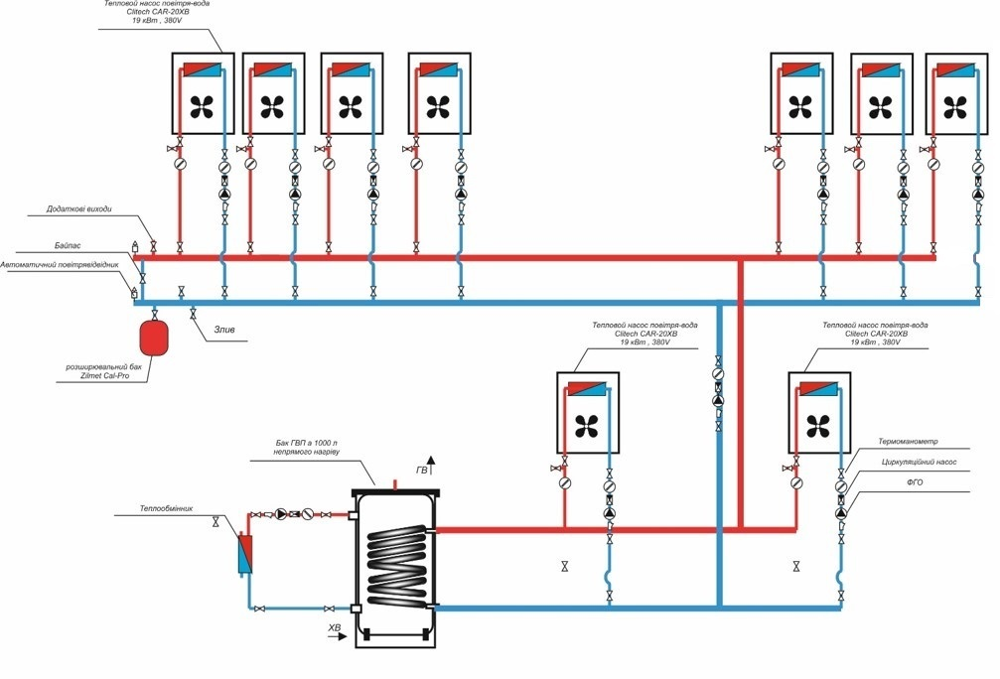 Тепловой насос повітря-вода
Clitech CAR-20XB
19 кВт , 380V
Додаткові виходи
Байпас
Автоматичний повітрявідвідник
Злив
розширювальний бак
Zilmet Cal-Pro
Тепловой насос повітря-вода
Clitech CAR-20XB
19 кВт , 380V
Тепловой насос повітря-вода
Clitech CAR-20XB
19 кВт , 380V
Бак ГВП а 1000 л
непрямого нагріву
ГВ
Термоманометр
Циркуляційний насос
ФГО
Теплообмінник
ХВ